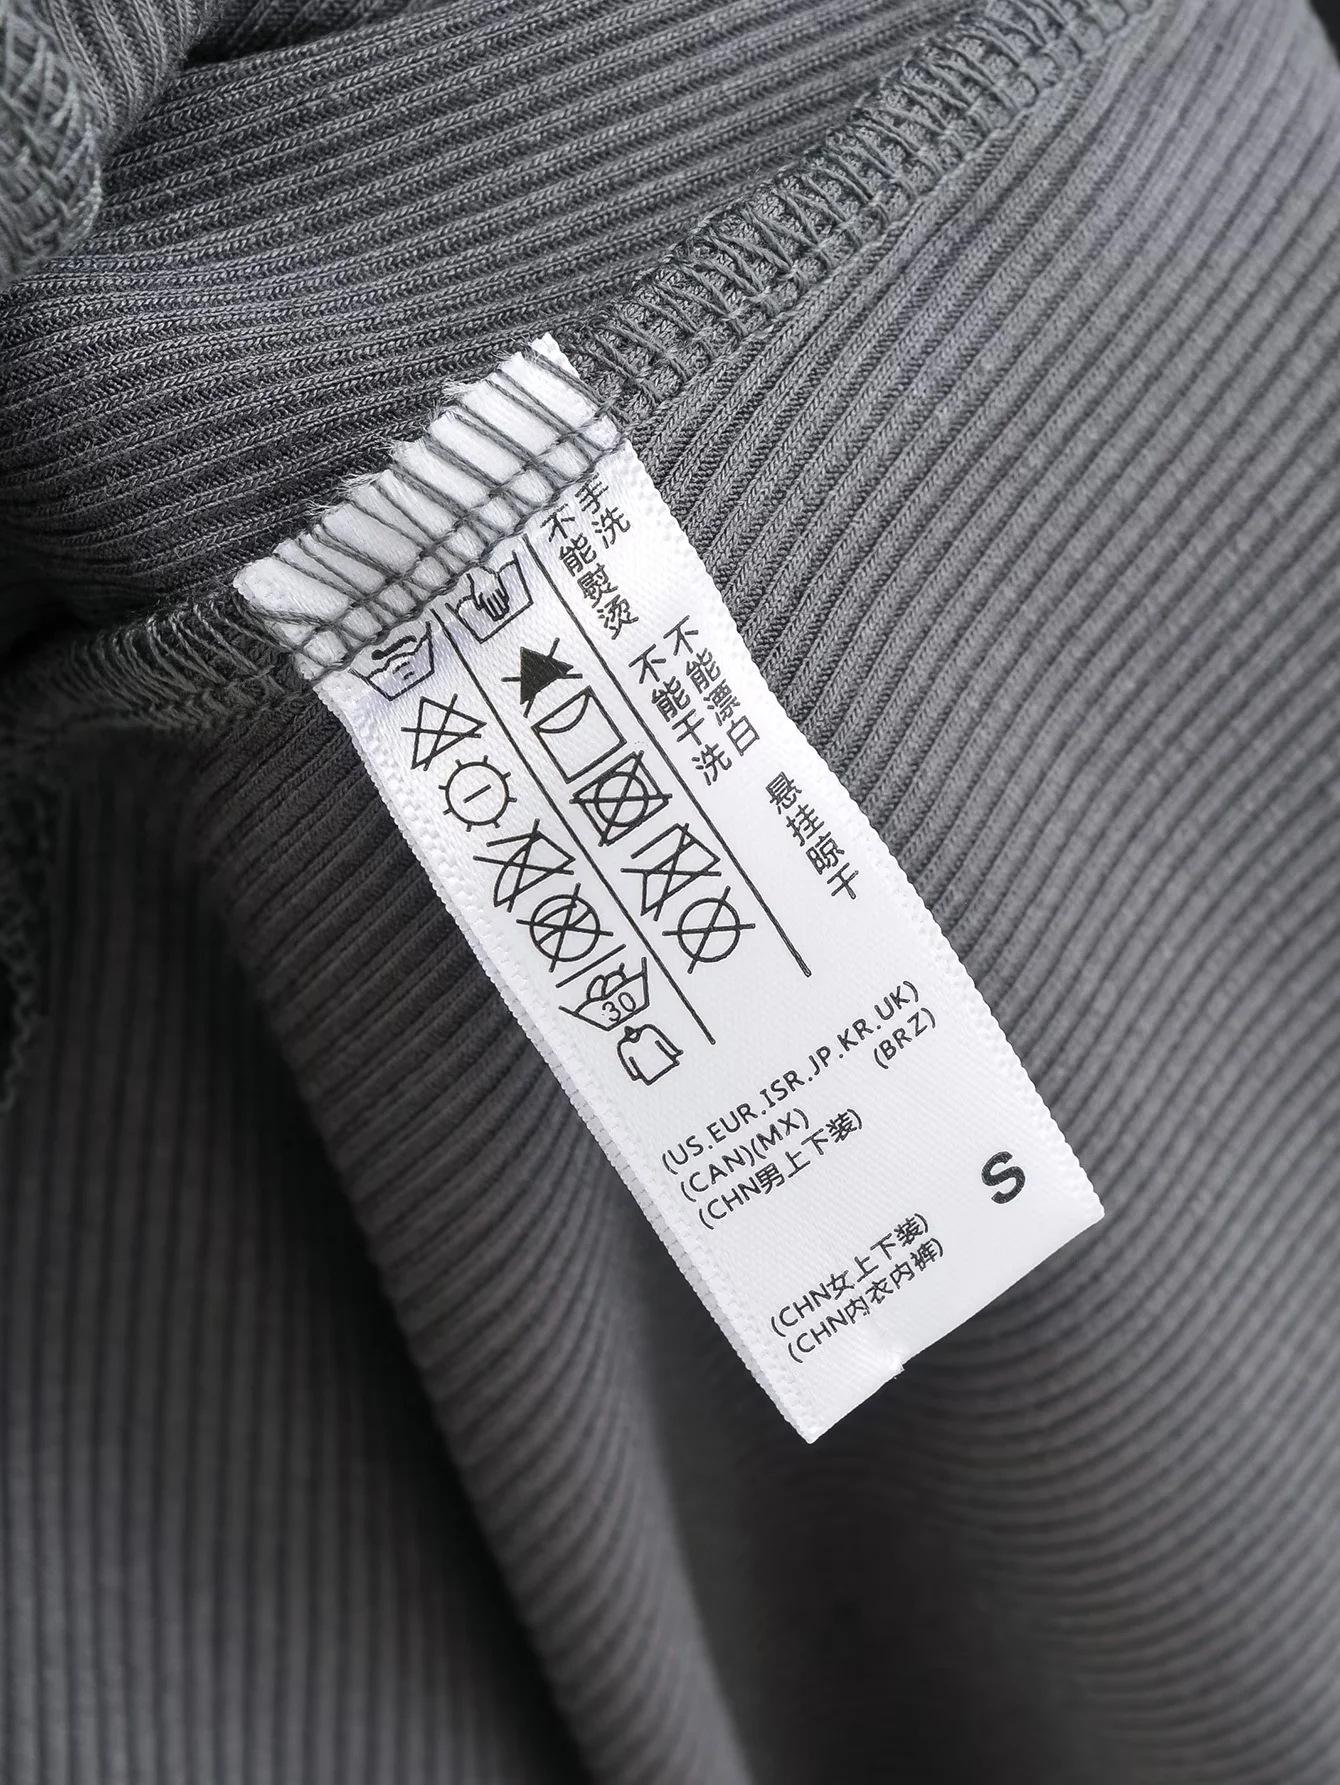 手洗
不能熨烫
不能漂白
不能干洗
悬挂晾干
30
(US.EUR.ISR.JP.KR.UK)
(BRZ)
(CAN)(MX)
(CHN男上下装)
S
(CHN女上下装)
(CHN内衣内裤)